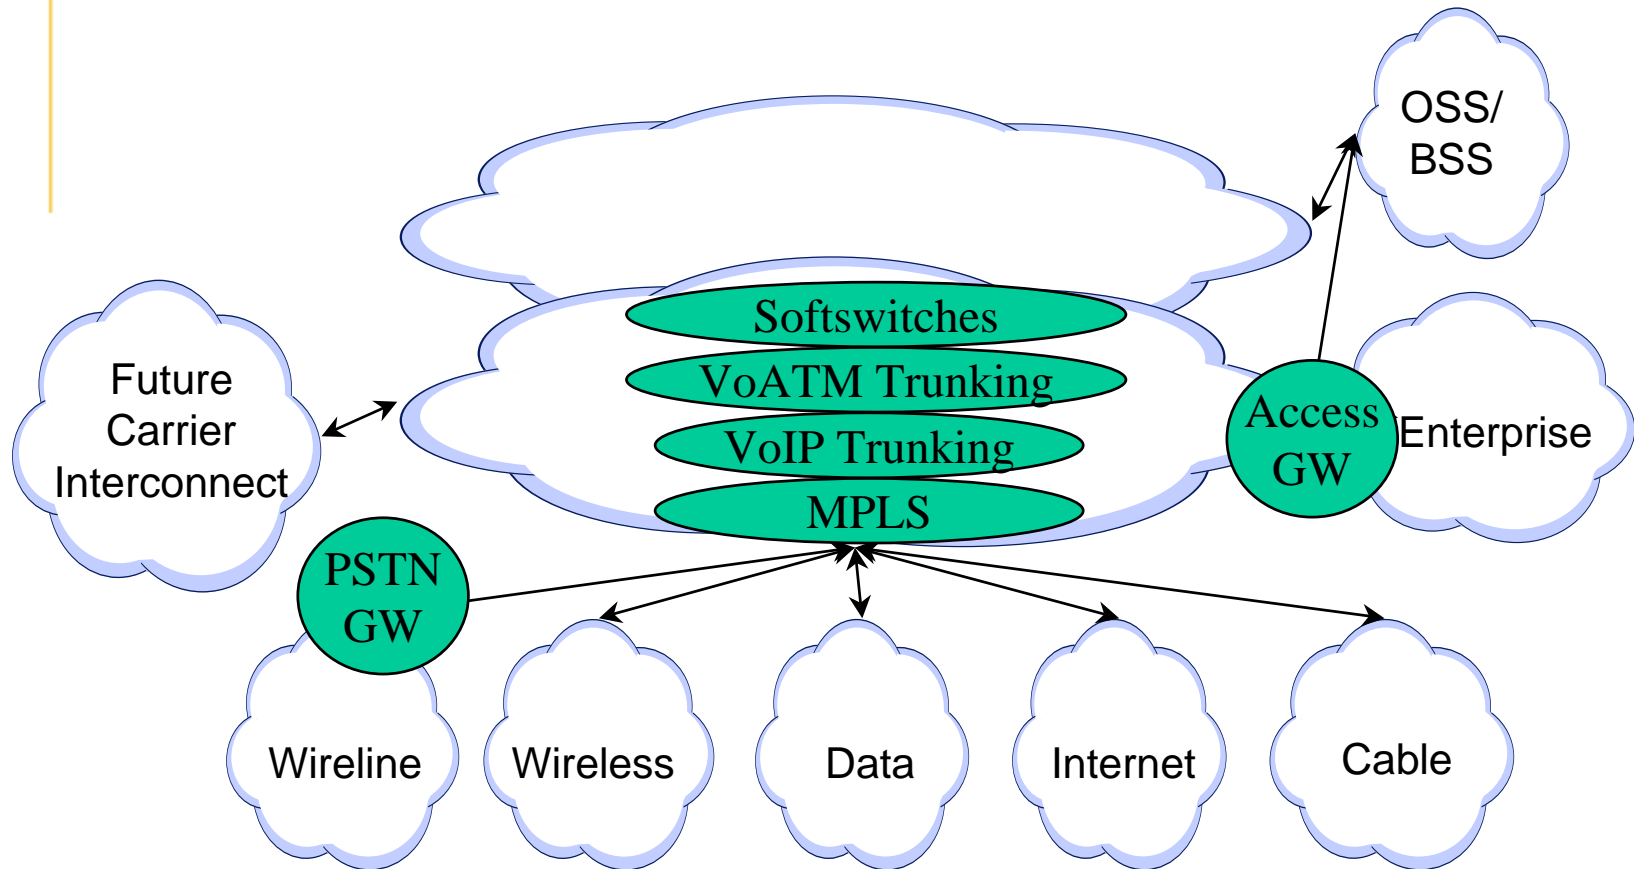 OSS/
BSS
Softswitches
VoATM Trunking
VoIP Trunking
MPLS
Future
Carrier
Interconnect
Access
GW
Enterprise
PSTN
GW
Wireline
Wireless
Data
Internet
Cable